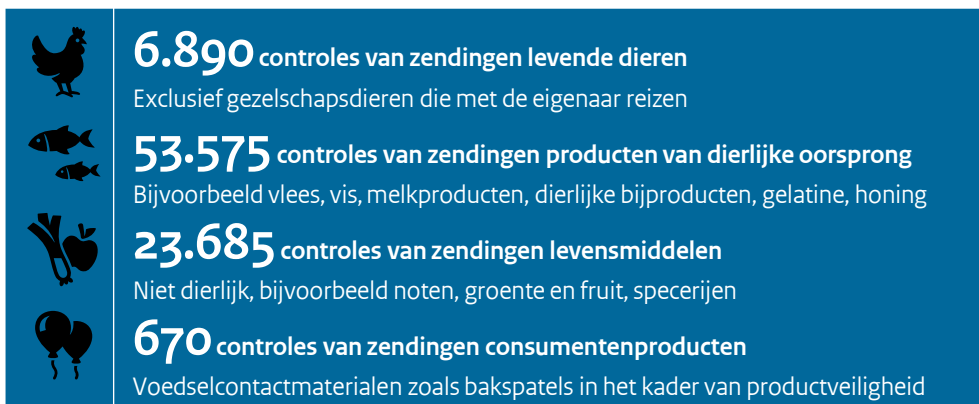 6.890 controles van zendingen levende dieren
Exclusief gezelschapsdieren die met de eigenaar reizen
53.575 controles van zendingen producten van dierlijke oorsprong
Bijvoorbeeld vlees, vis, melkproducten, dierlijke bijproducten, gelatine, honing
23.685 controles van zendingen levensmiddelen
Niet dierlijk, bijvoorbeeld noten, groente en fruit, specerijen
670 controles van zendingen consumentenproducten
Voedselcontactmaterialen zoals bakspatels in het kader van productveiligheid